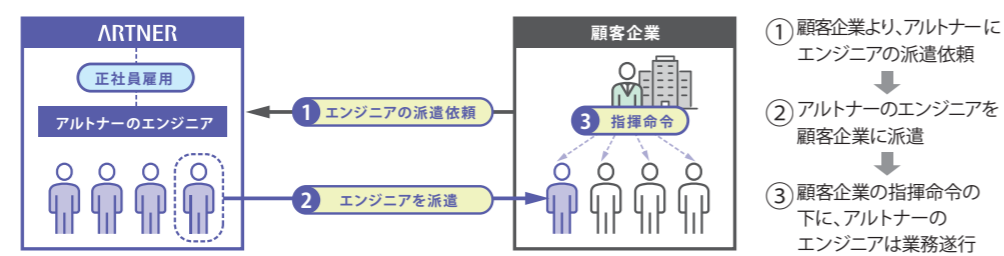 ARTNER
正社員雇用
アルトナーのエンジニア
1 エンジニアの派遣依頼
2 エンジニアを派遣
顧客企業
3 指揮命令
① 顧客企業より、アルトナーに
エンジニアの派遣依頼
② アルトナーのエンジニアを
顧客企業に派遣
③ 顧客企業の指揮命令の
下に、アルトナーの
エンジニアは業務遂行